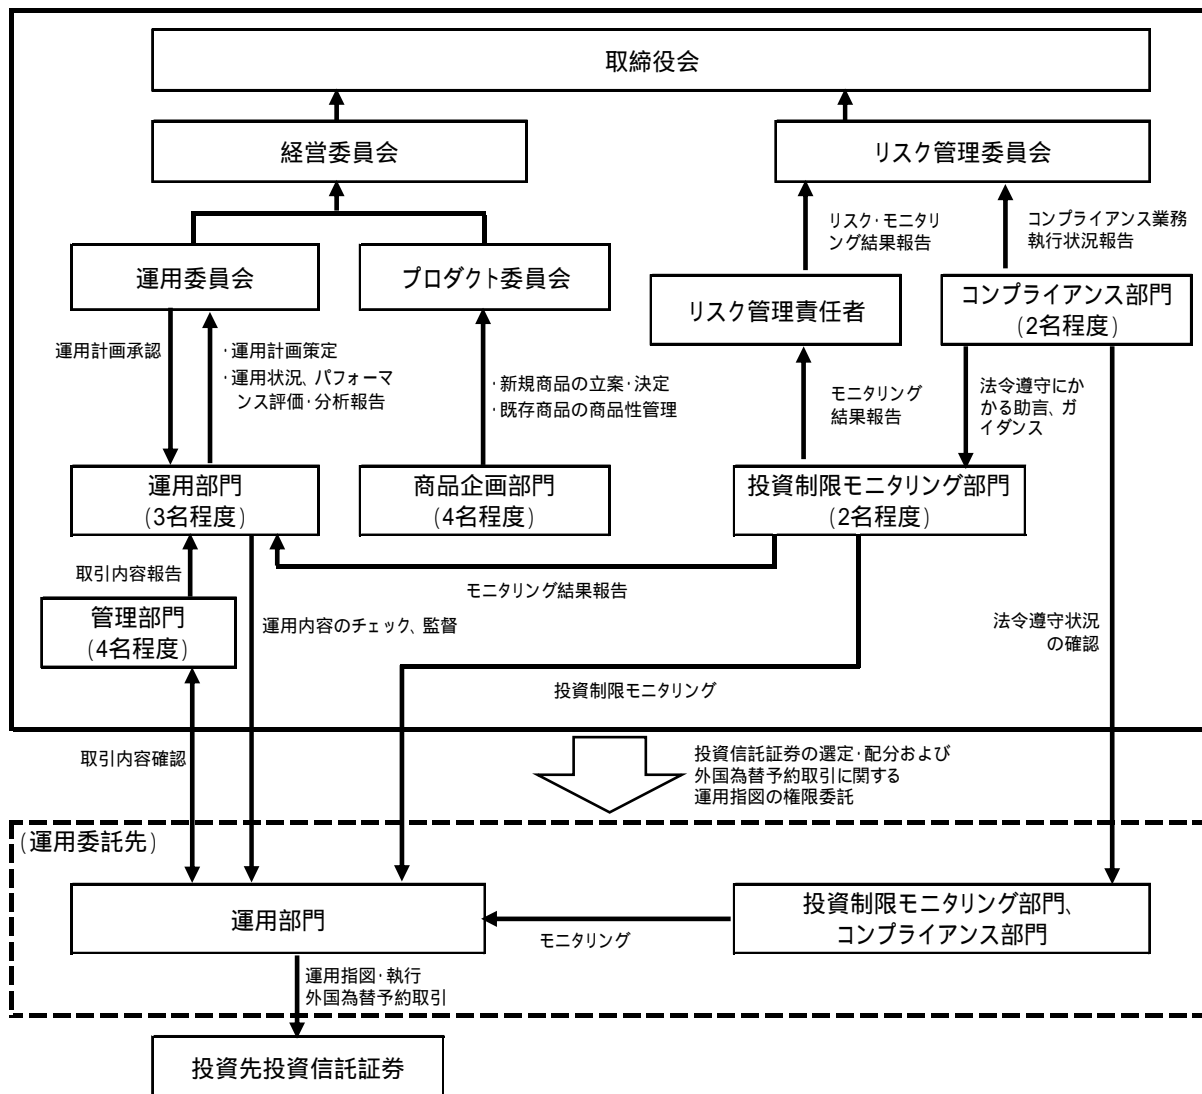 取締役会
経営委員会
リスク管理委員会
リスク・モニタリ
ング結果報告
コンプライアンス業務
執行状況報告
運用委員会
プロダクト委員会
リスク管理責任者
コンプライアンス部門
(2名程度)
運用計画承認
・運用計画策定
・運用状況、パフォーマ
ンス評価・分析報告
・新規商品の立案・決定
・既存商品の商品性管理
モニタリング
結果報告
法令遵守にか
かる助言、ガ
イダンス
運用部門
(3名程度)
商品企画部門
(4名程度)
投資制限モニタリング部門
(2名程度)
取引内容報告
モニタリング結果報告
管理部門
(4名程度)
運用内容のチェック、監督
法令遵守状況
の確認
投資制限モニタリング
取引内容確認
投資信託証券の選定・配分および
外国為替予約取引に関する
運用指図の権限委託
(運用委託先)
運用部門
モニタリング
投資制限モニタリング部門、
コンプライアンス部門
運用指図・執行
外国為替予約取引
投資先投資信託証券